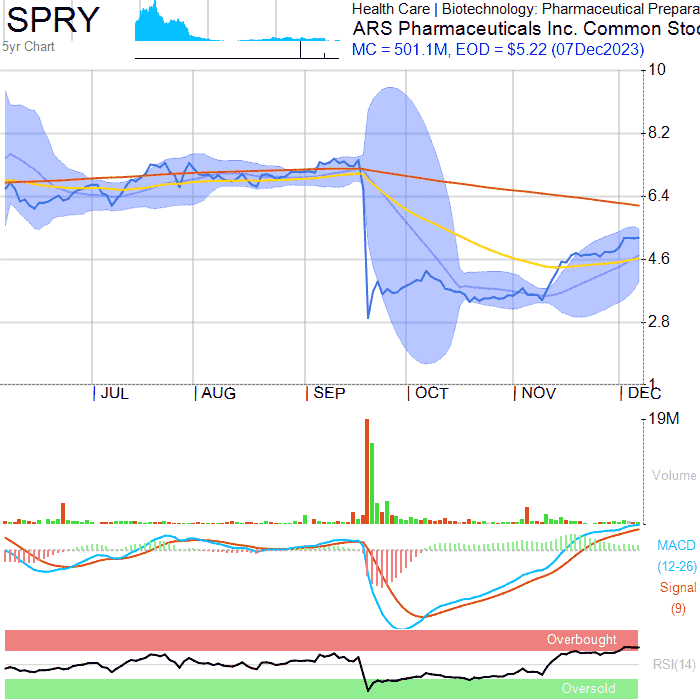 SPRY
5yr Chart
Health Care | Biotechnology: Pharmaceutical Prepara
ARS Pharmaceuticals Inc. Common Stoc
MC = 501.1M, EOD = $5.22 (07Dec2023)
10
8.2
6.4
4.6
2.8
1
JUL
AUG
SEP
OCT
NOV
DEC
19M
Volume
MACD
(12-26)
Signal
(9)
Overbought
RSI(14)
Oversold